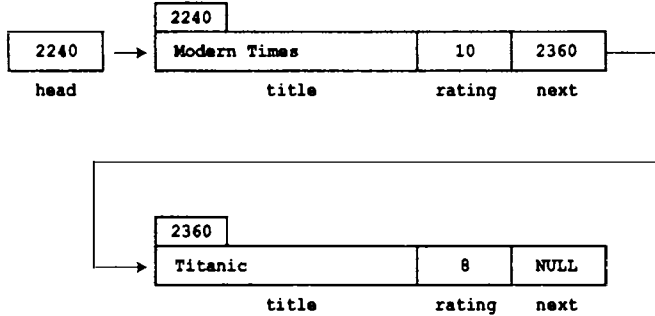 2240
2240 Modern Times 10 2360
head title rating next
2360
Titanic 8 NULL
title rating next